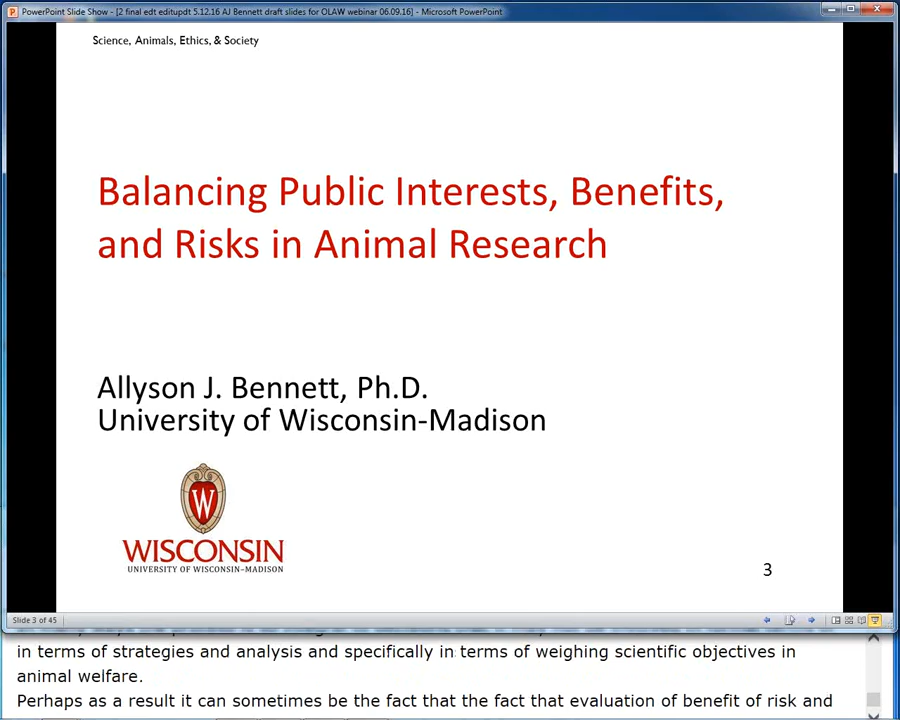 PowerPoint Slide Show - [2 final edt editupdt 5.12.16 AJ Bennett draft slides for OLAW webinar 06.09.16] - Microsoft PowerPoint
Science, Animals, Ethics, & Society
Balancing Public Interests, Benefits,
and Risks in Animal Research
Allyson J. Bennett, Ph.D.
University of Wisconsin-Madison
W
WISCONSIN
UNIVERSITY OF WISCONSIN–MADISON
3
Slide 3 of 45
in terms of strategies and analysis and specifically in terms of weighing scientific objectives in
animal welfare.
Perhaps as a result it can sometimes be the fact that the fact that evaluation of benefit of risk and